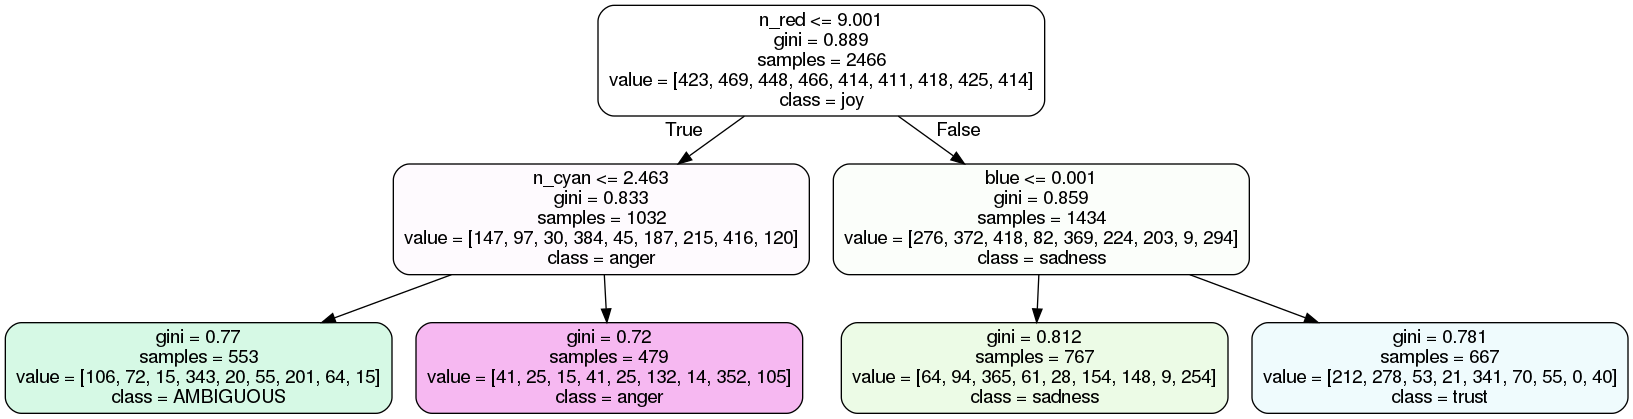 n_red <= 9.001
gini = 0.889
samples = 2466
value = [423, 469, 448, 466, 414, 411, 418, 425, 414]
class = joy
True
False
n_cyan <= 2.463
gini = 0.833
samples = 1032
value = [147, 97, 30, 384, 45, 187, 215, 416, 120]
class = anger
blue <= 0.001
gini = 0.859
samples = 1434
value = [276, 372, 418, 82, 369, 224, 203, 9, 294]
class = sadness
gini = 0.77
samples = 553
value = [106, 72, 15, 343, 20, 55, 201, 64, 15]
class = AMBIGUOUS
gini = 0.72
samples = 479
value = [41, 25, 15, 41, 25, 132, 14, 352, 105]
class = anger
gini = 0.812
samples = 767
value = [64, 94, 365, 61, 28, 154, 148, 9, 254]
class = sadness
gini = 0.781
samples = 667
value = [212, 278, 53, 21, 341, 70, 55, 0, 40]
class = trust